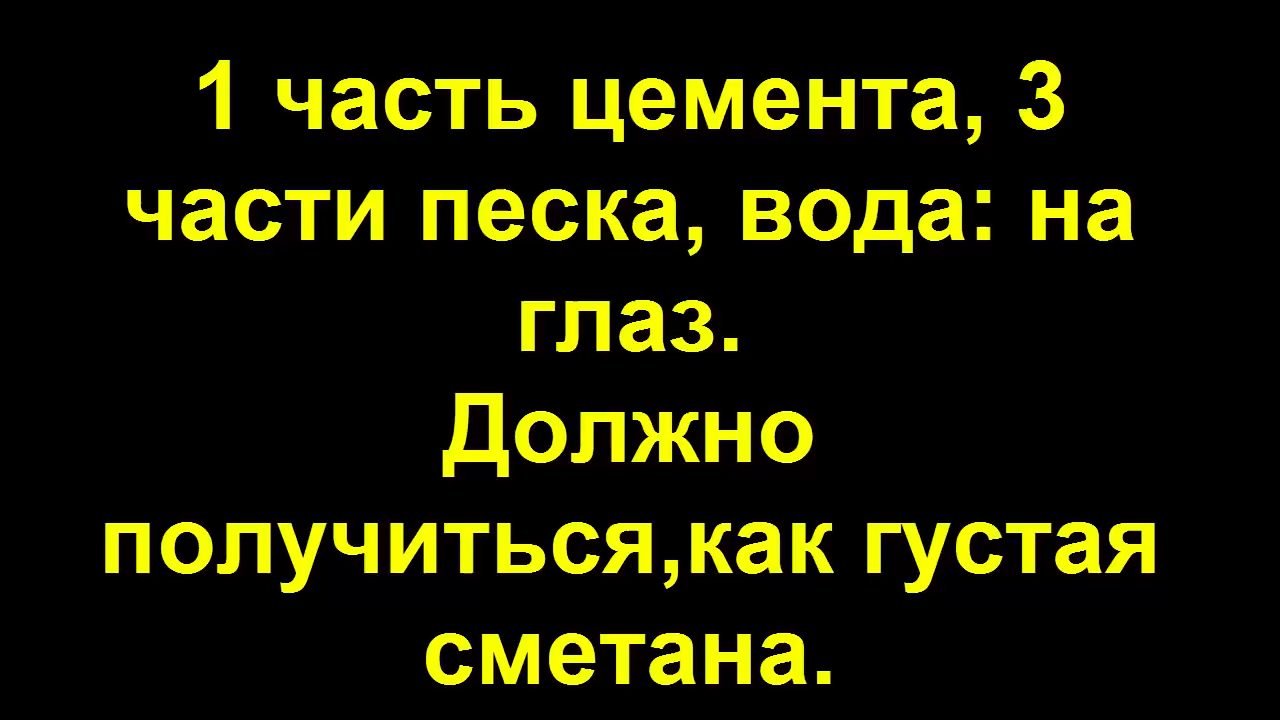 1 часть цемента, 3
части песка, вода: на
глаз.
Должно
получиться,как густая
сметана.